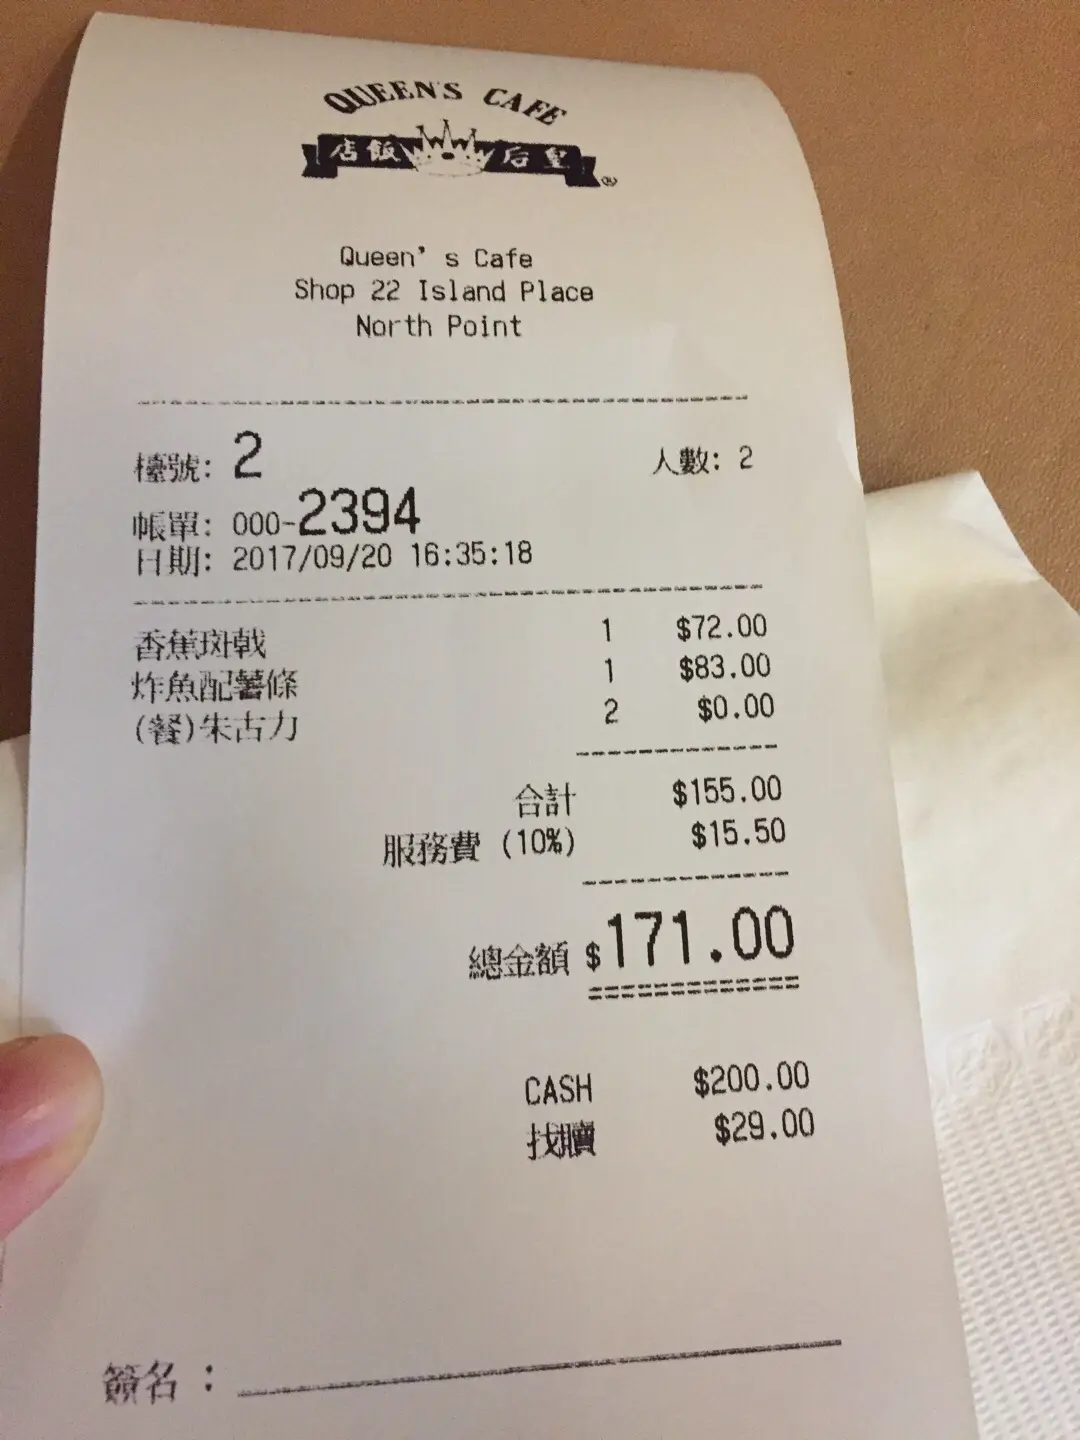 QUEEN'S CAFE
店飯 后皇 ®
Queen's Cafe
Shop 22 Island Place
North Point
檯號: 2 人數: 2
帳單: 000-2394
日期: 2017/09/20 16:35:18
香蕉斑戟 1 $72.00
炸魚配薯條 1 $83.00
(餐)朱古力 2 $0.00
合計 $155.00
服務費 (10%) $15.50
總金額 $171.00
CASH $200.00
找贖 $29.00
簽名：